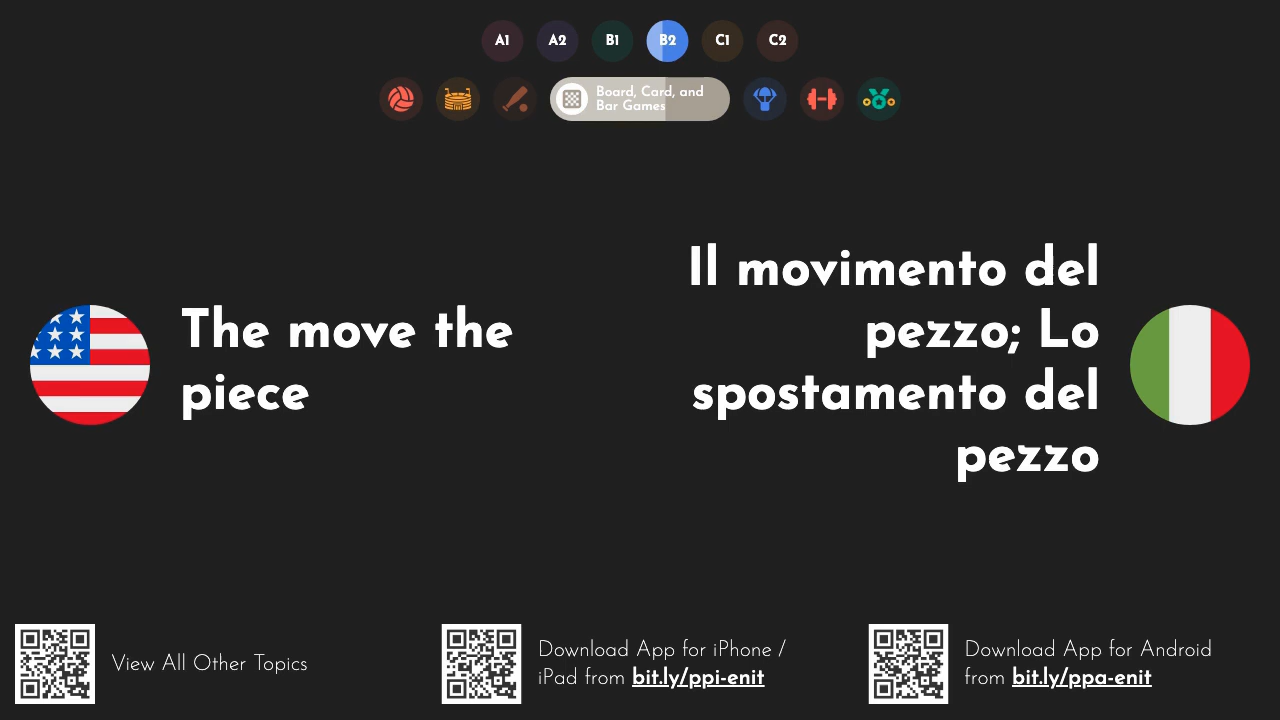 A1
A2
B1
B2
C1
C2
Board, Card, and
Bar Games
The move the
piece
Il movimento del
pezzo; Lo
spostamento del
pezzo
View All Other Topics
Download App for iPhone /
iPad from bit.ly/ppi-enit
Download App for Android
from bit.ly/ppa-enit